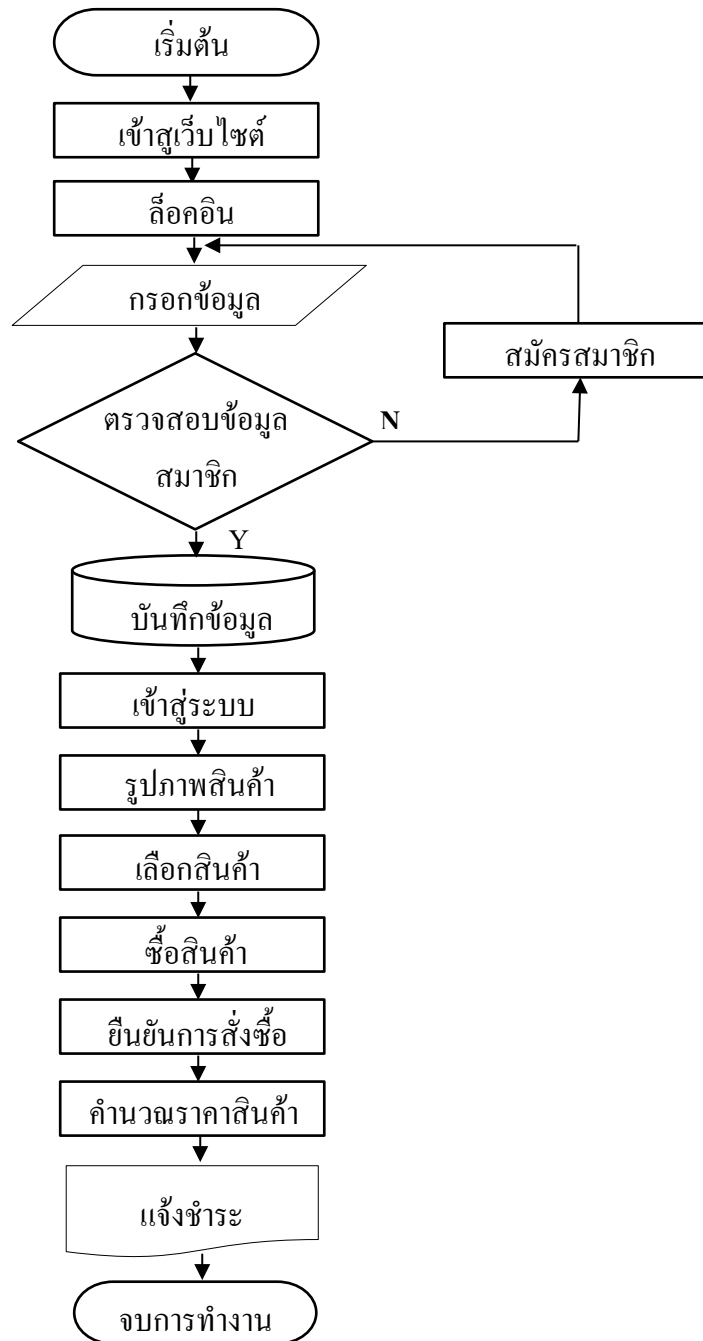 เริ่มต้น
เข้าสูเว็บไซต์
ล็อคอิน
กรอกข้อมูล
สมัครสมาชิก
ตรวจสอบข้อมูล
สมาชิก
N
Y
บันทึกข้อมูล
เข้าสู่ระบบ
รูปภาพสินค้า
เลือกสินค้า
ซื้อสินค้า
ยืนยันการสั่งซื้อ
คำนวณราคาสินค้า
แจ้งชำระ
จบการทำงาน